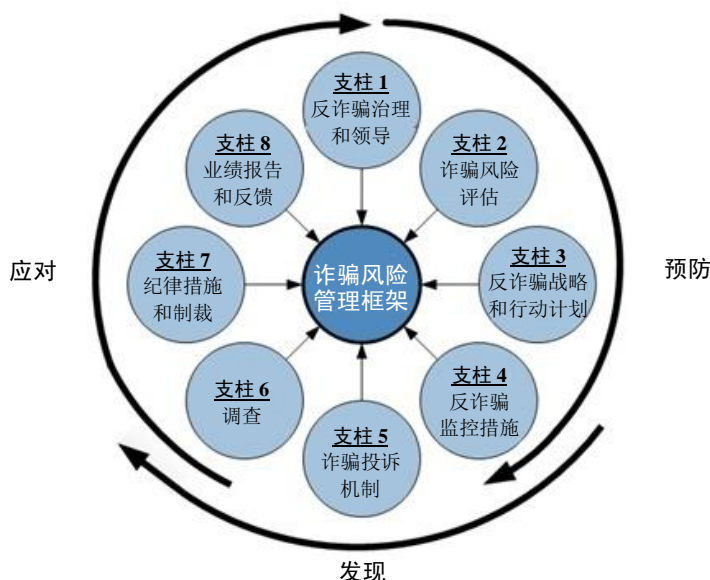 支柱 1
反诈骗治理
和领导
支柱 2
诈骗风险
评估
支柱 3
反诈骗战略
和行动计划
支柱 4
反诈骗
监控措施
支柱 5
诈骗投诉
机制
支柱 6
调查
支柱 7
纪律措施
和制裁
支柱 8
业绩报告
和反馈
诈骗风险
管理框架
应对
预防
发现